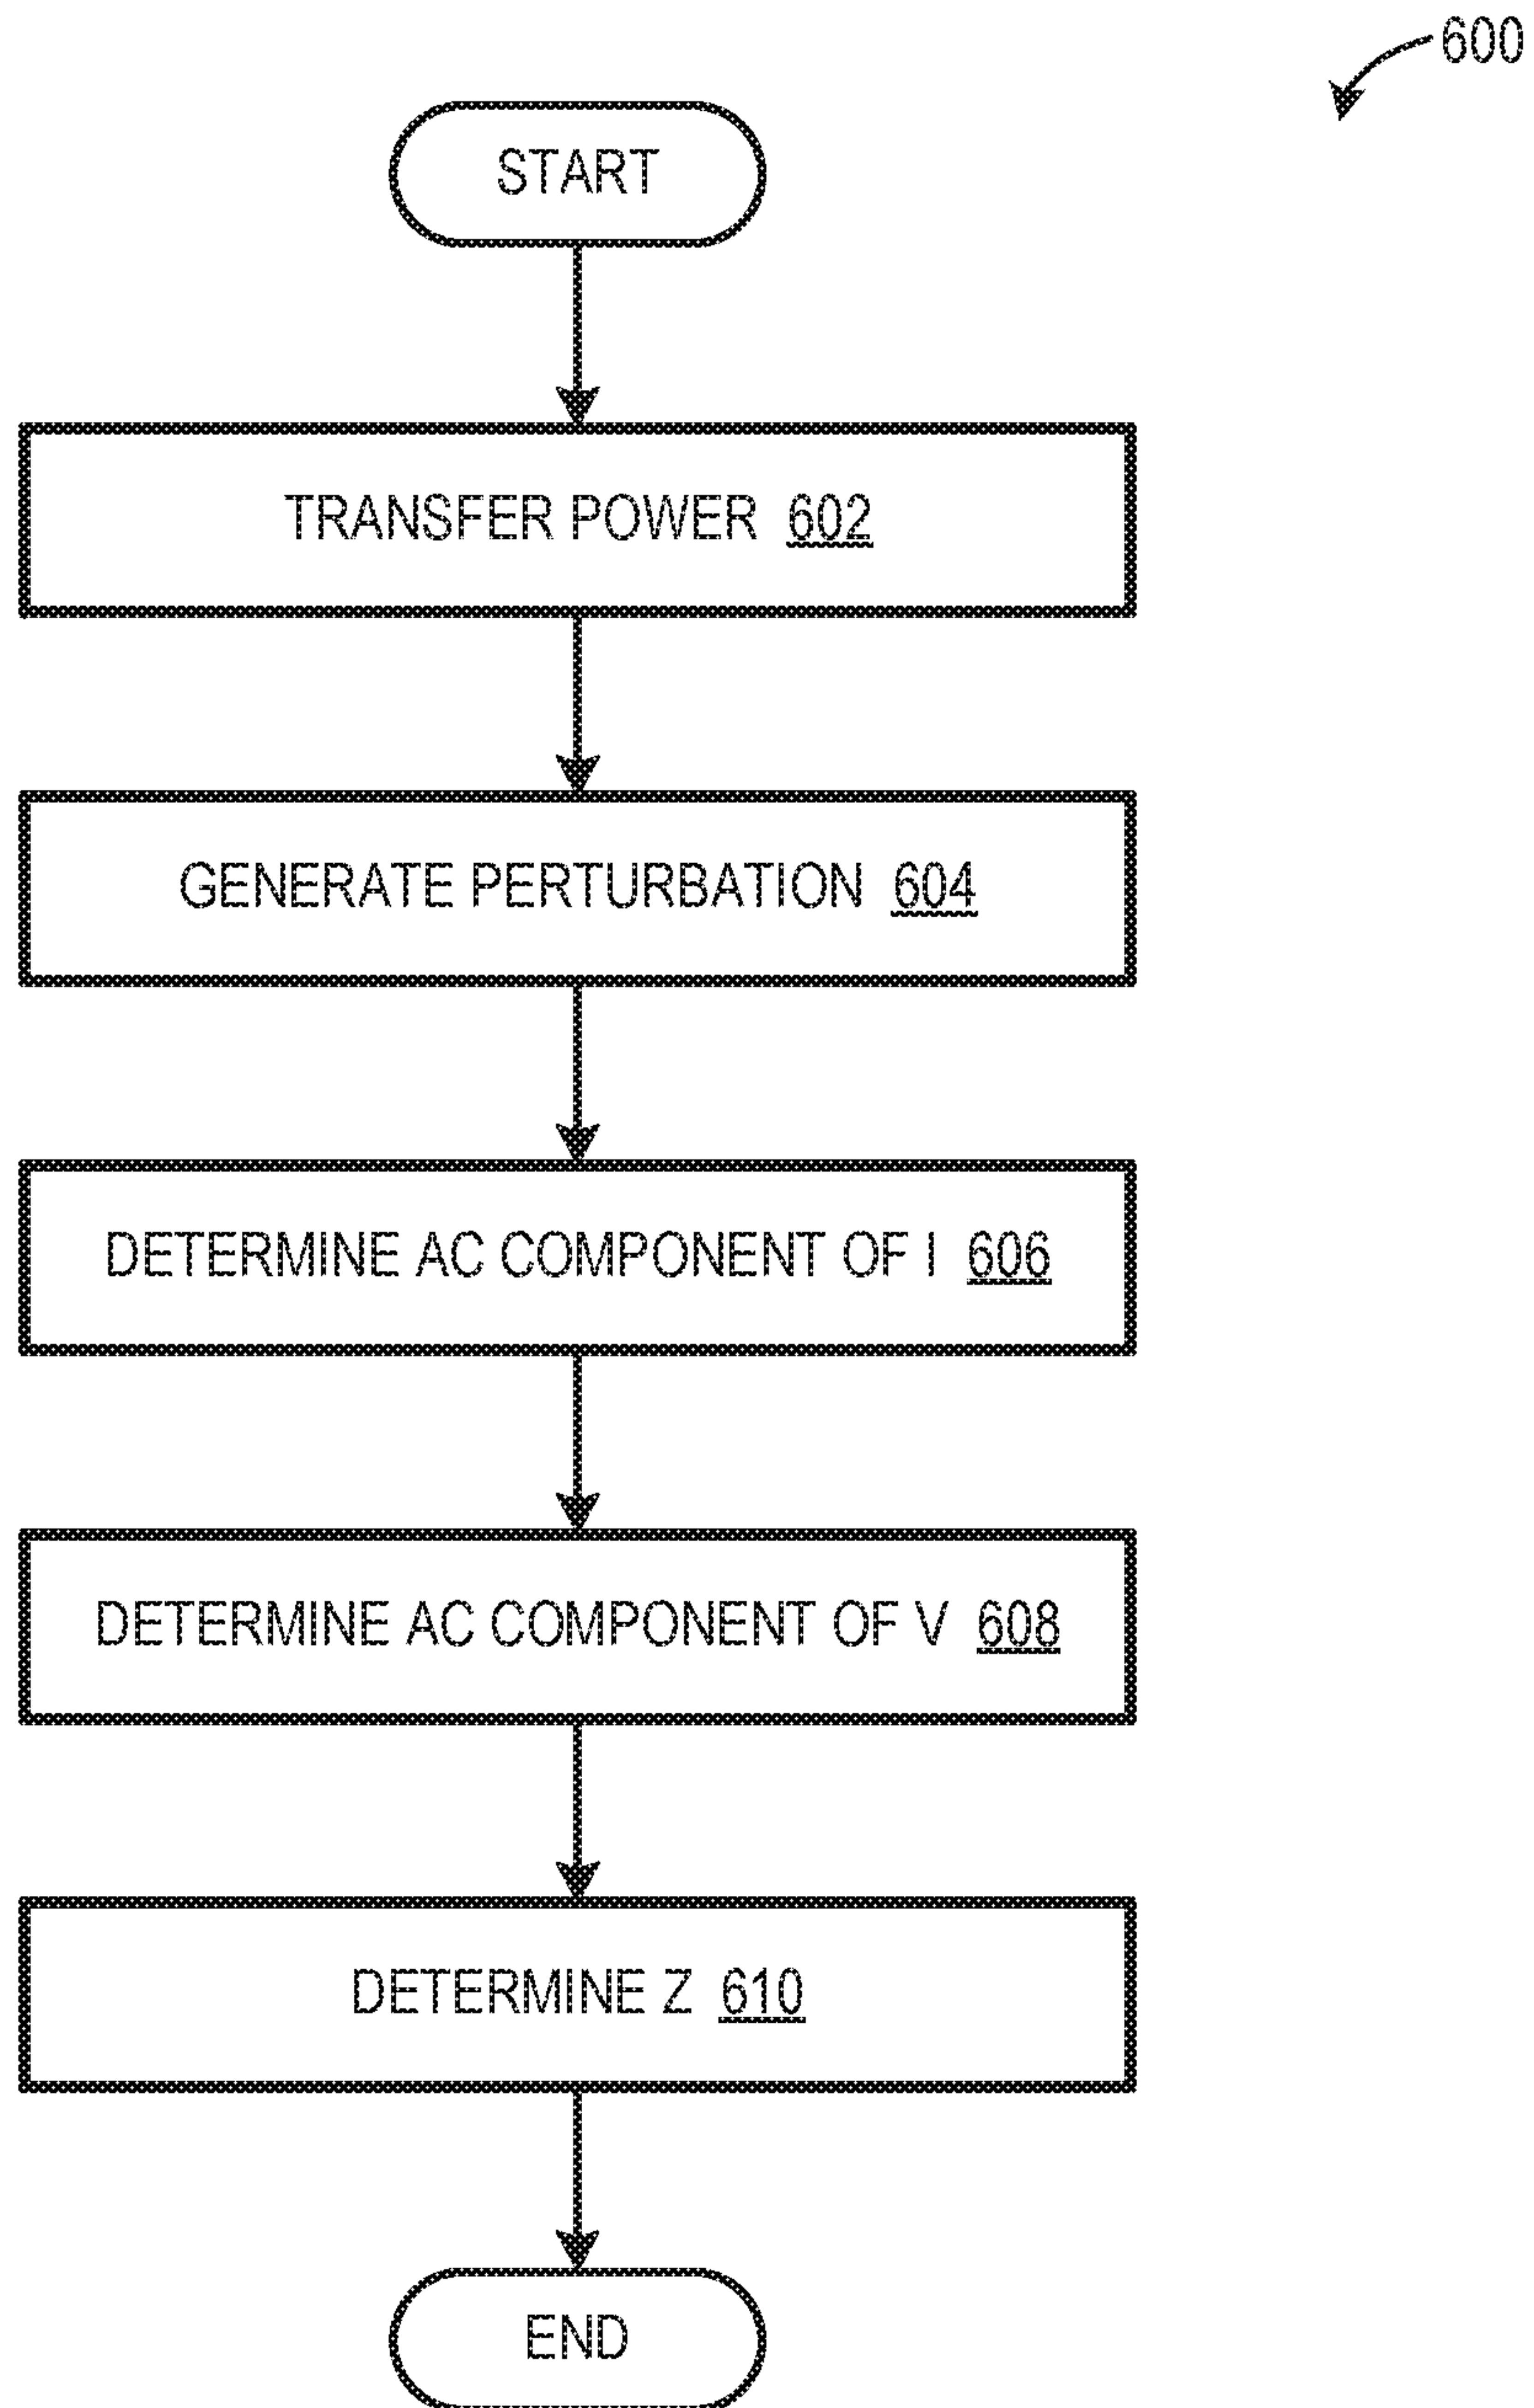 600
START
TRANSFER POWER 602
GENERATE PERTURBATION 604
DETERMINE AC COMPONENT OF I 606
DETERMINE AC COMPONENT OF V 608
DETERMINE Z 610
END